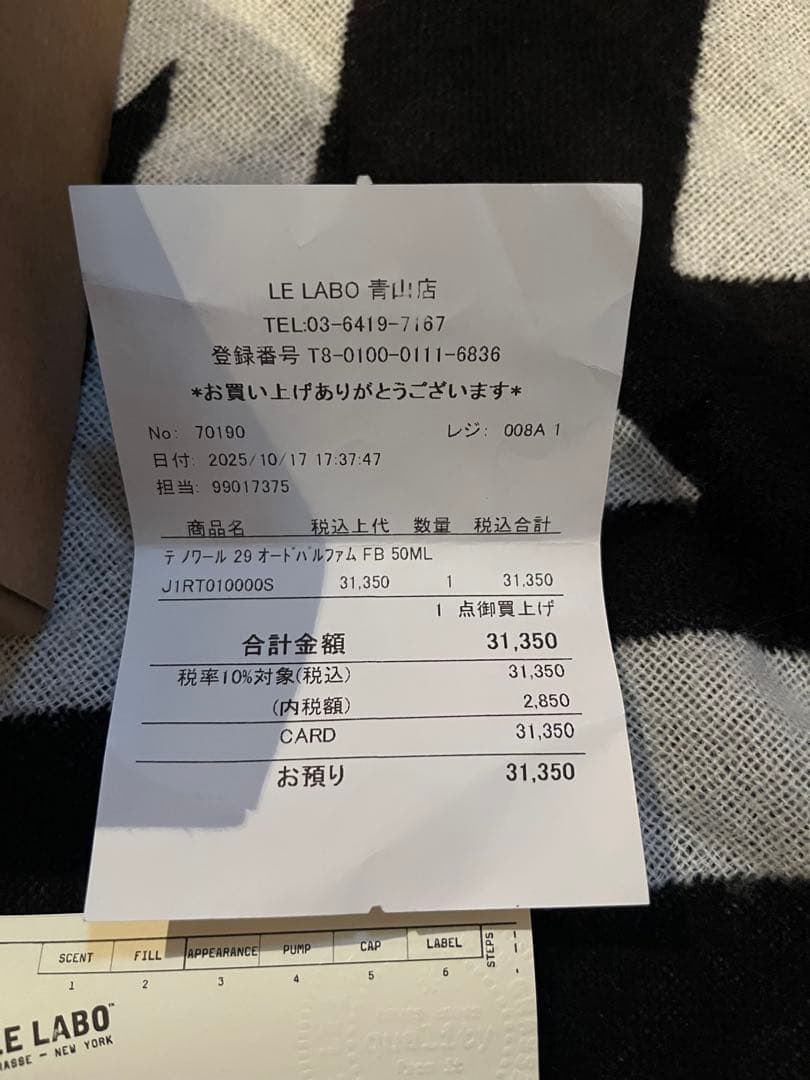 LE LABO 青山店
TEL:03-6419-7167
登録番号 T8-0100-0111-6836
*お買い上げありがとうございます*
No: 70190 レジ: 008A 1
日付: 2025/10/17 17:37:47
担当: 99017375
商品名 税込上代 数量 税込合計
テ ノワール 29 オードパルファム FB 50ML
J1RT010000S 31,350 1 31,350
1 点御買上げ
合計金額 31,350
税率10%対象(税込) 31,350
(内税額) 2,850
CARD 31,350
お預り 31,350
SCENT FILL APPEARANCE PUMP CAP LABEL STEPS
1 2 3 4 5 6
LE LABO™
NEW YORK